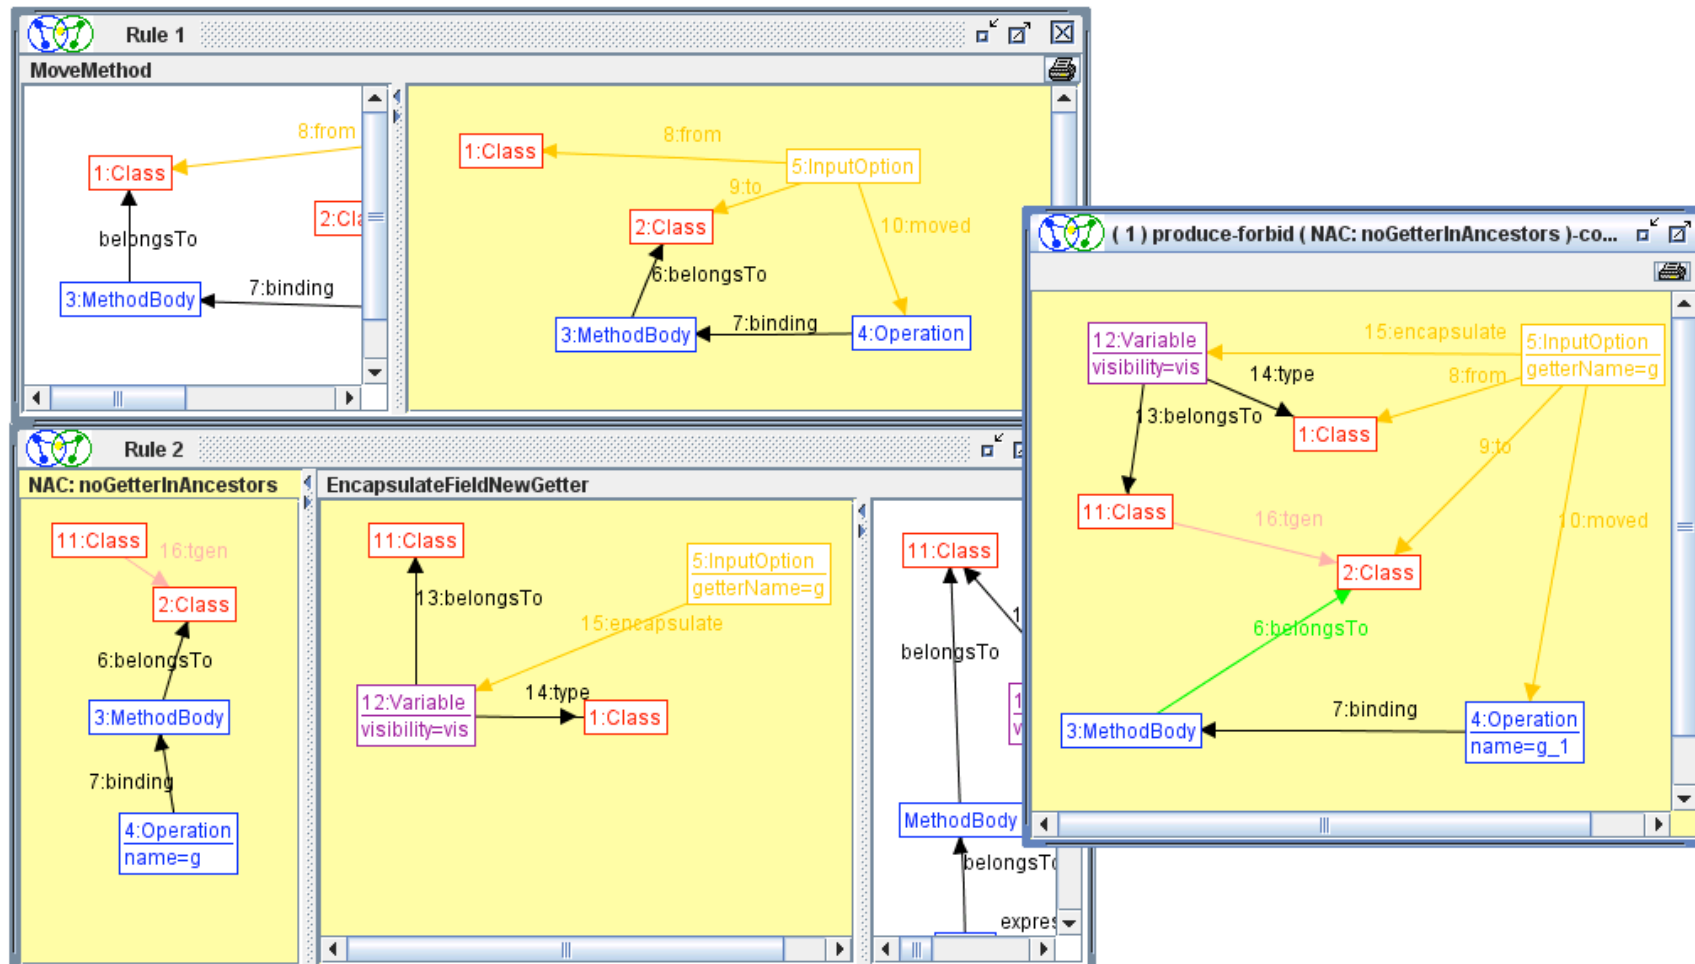 Rule 1
MoveMethod
8:from
1:Class
2:Cla
belongsTo
3:MethodBody
7:binding
8:from
1:Class
5:InputOption
9:to
2:Class
10:moved
6:belongsTo
7:binding
3:MethodBody
4:Operation
Rule 2
NAC: noGetterInAncestors
11:Class
16:tgen
2:Class
6:belongsTo
3:MethodBody
7:binding
4:Operation
name=g
EncapsulateFieldNewGetter
11:Class
5:InputOption
getterName=g
13:belongsTo
15:encapsulate
12:Variable
visibility=vis
14:type
1:Class
11:Class
1
belongsTo
1
v
MethodBody
belongsTo
expres
( 1 ) produce-forbid ( NAC: noGetterInAncestors )-co...
12:Variable
visibility=vis
15:encapsulate
5:InputOption
getterName=g
14:type
8:from
13:belongsTo
1:Class
9:to
11:Class
16:tgen
10:moved
2:Class
6:belongsTo
7:binding
3:MethodBody
4:Operation
name=g_1